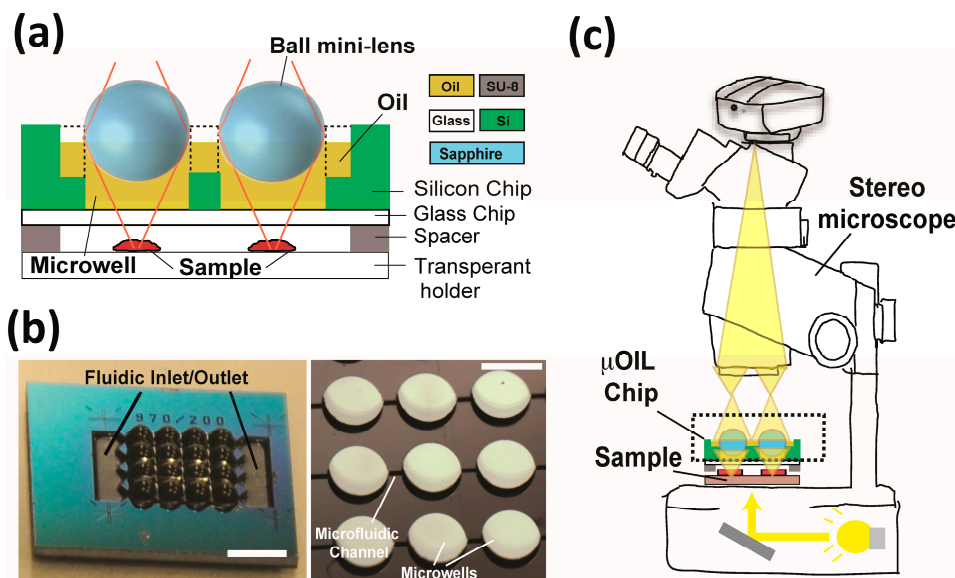 (a)
Ball mini-lens
Oil
Oil
SU-8
Glass
Si
Sapphire
Silicon Chip
Glass Chip
Spacer
Microwell
Sample
Transperant
holder
(b)
Fluidic Inlet/Outlet
970/200
Microfluidic
Channel
Microwells
(c)
Stereo
microscope
μOIL
Chip
Sample